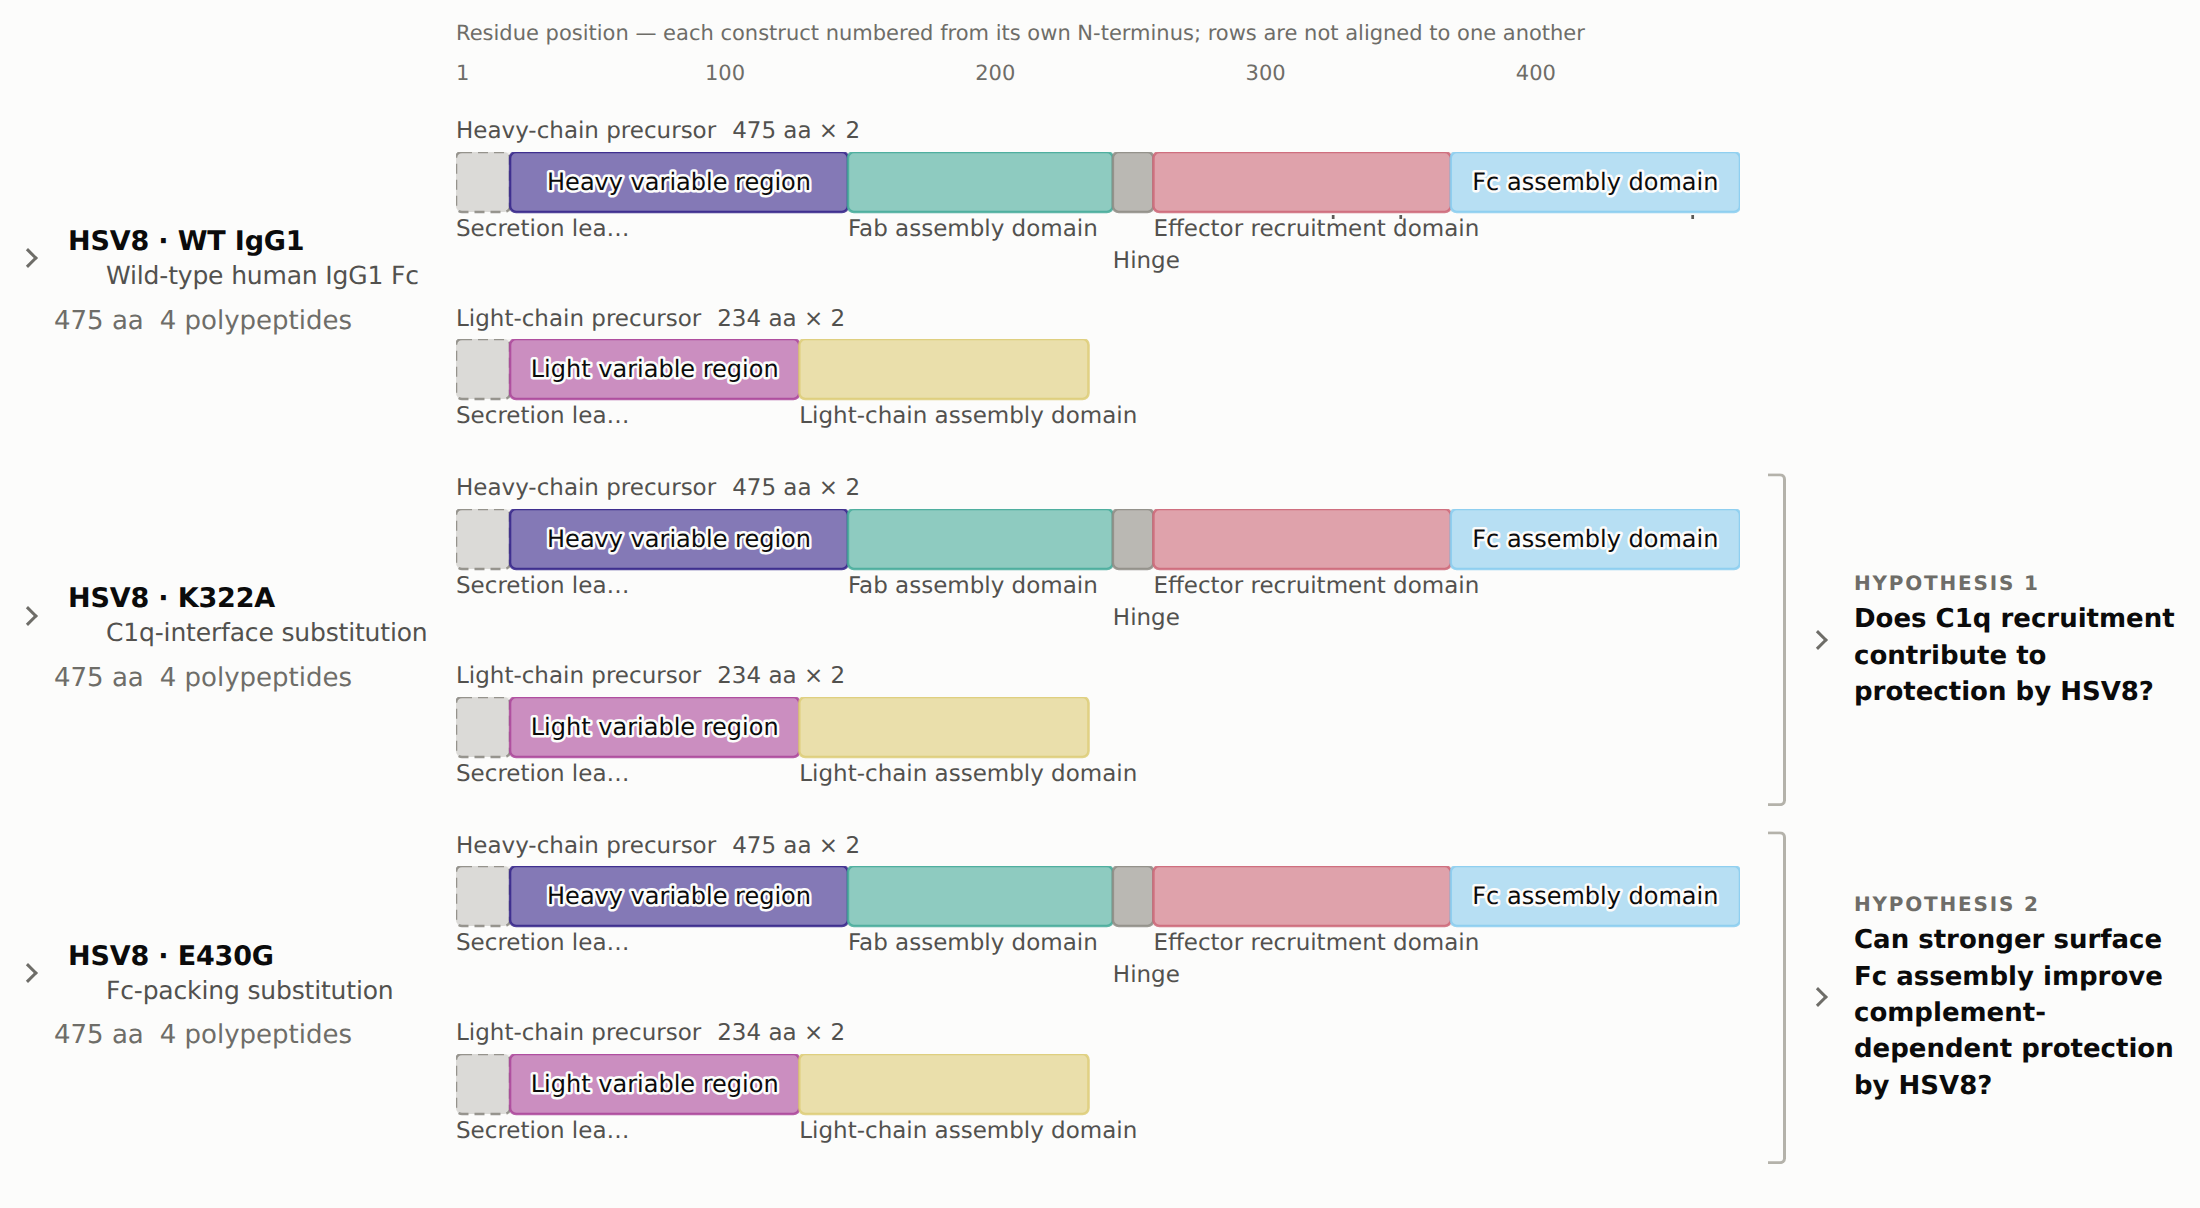 Residue position — each construct numbered from its own N-terminus; rows are not aligned to one another
1 100 200 300 400
HSV8 · WT IgG1
Wild-type human IgG1 Fc
475 aa 4 polypeptides
Heavy-chain precursor 475 aa × 2
Heavy variable region
Fc assembly domain
Secretion lea…
Fab assembly domain
Effector recruitment domain
Hinge
Light-chain precursor 234 aa × 2
Light variable region
Secretion lea…
Light-chain assembly domain
HSV8 · K322A
C1q-interface substitution
475 aa 4 polypeptides
Heavy-chain precursor 475 aa × 2
Heavy variable region
Fc assembly domain
Secretion lea…
Fab assembly domain
Effector recruitment domain
Hinge
Light-chain precursor 234 aa × 2
Light variable region
Secretion lea…
Light-chain assembly domain
HYPOTHESIS 1
Does C1q recruitment
contribute to
protection by HSV8?
HSV8 · E430G
Fc-packing substitution
475 aa 4 polypeptides
Heavy-chain precursor 475 aa × 2
Heavy variable region
Fc assembly domain
Secretion lea…
Fab assembly domain
Effector recruitment domain
Hinge
Light-chain precursor 234 aa × 2
Light variable region
Secretion lea…
Light-chain assembly domain
HYPOTHESIS 2
Can stronger surface
Fc assembly improve
complement-
dependent protection
by HSV8?